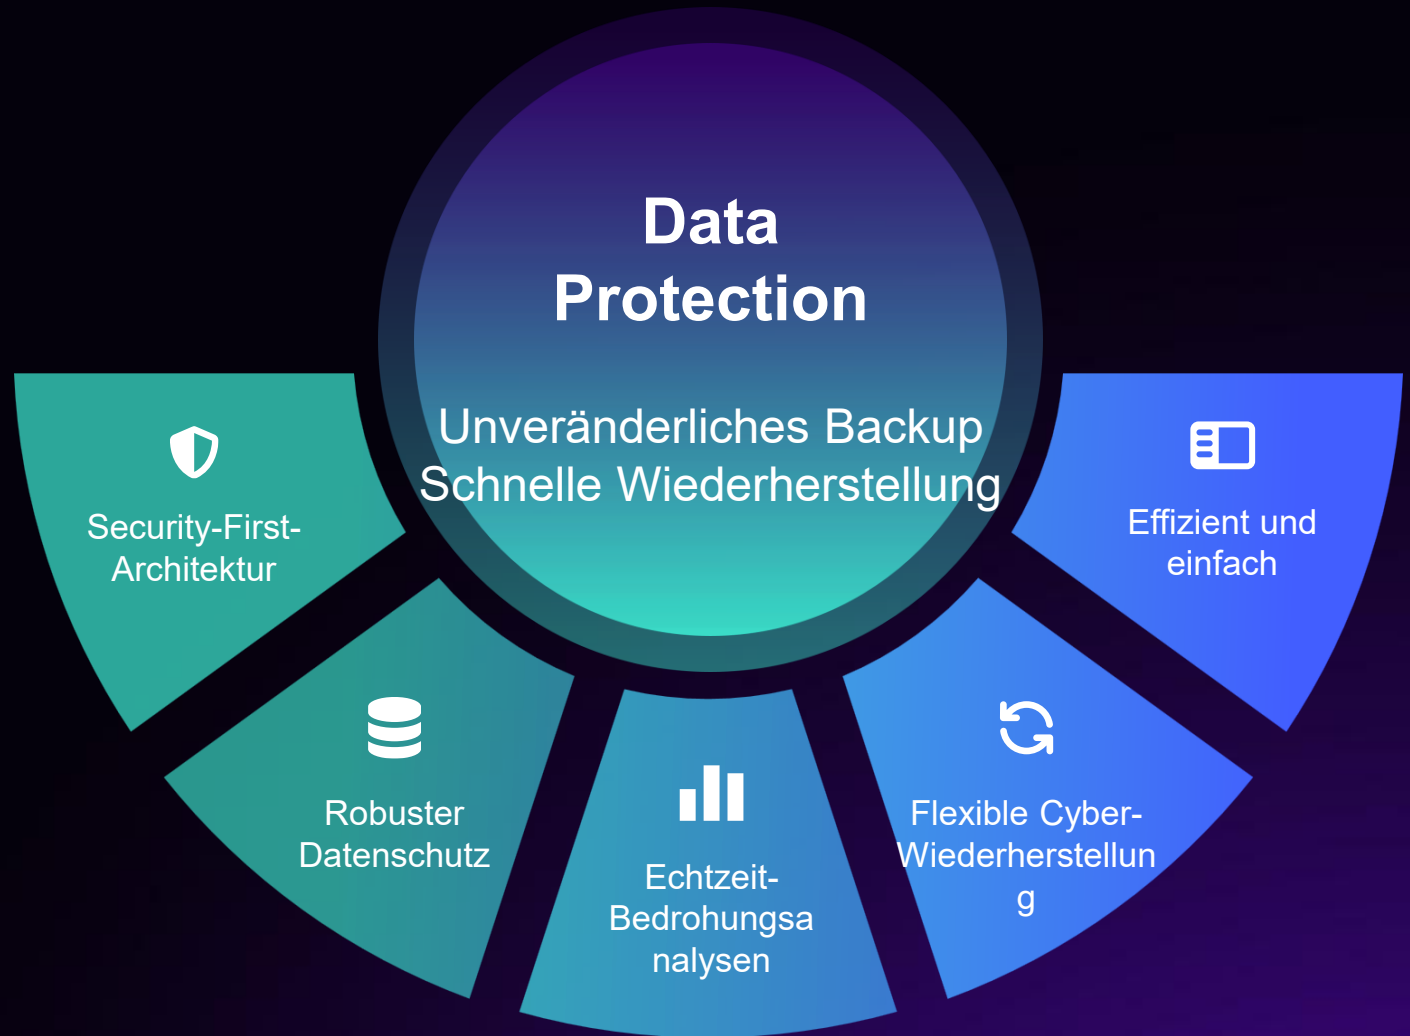 Data
Protection
Unveränderliches Backup
Schnelle Wiederherstellung
Security-First-
Architektur
Robuster
Datenschutz
Echtzeit-
Bedrohungsa
nalysen
Flexible Cyber-
Wiederherstellun
g
Effizient und
einfach